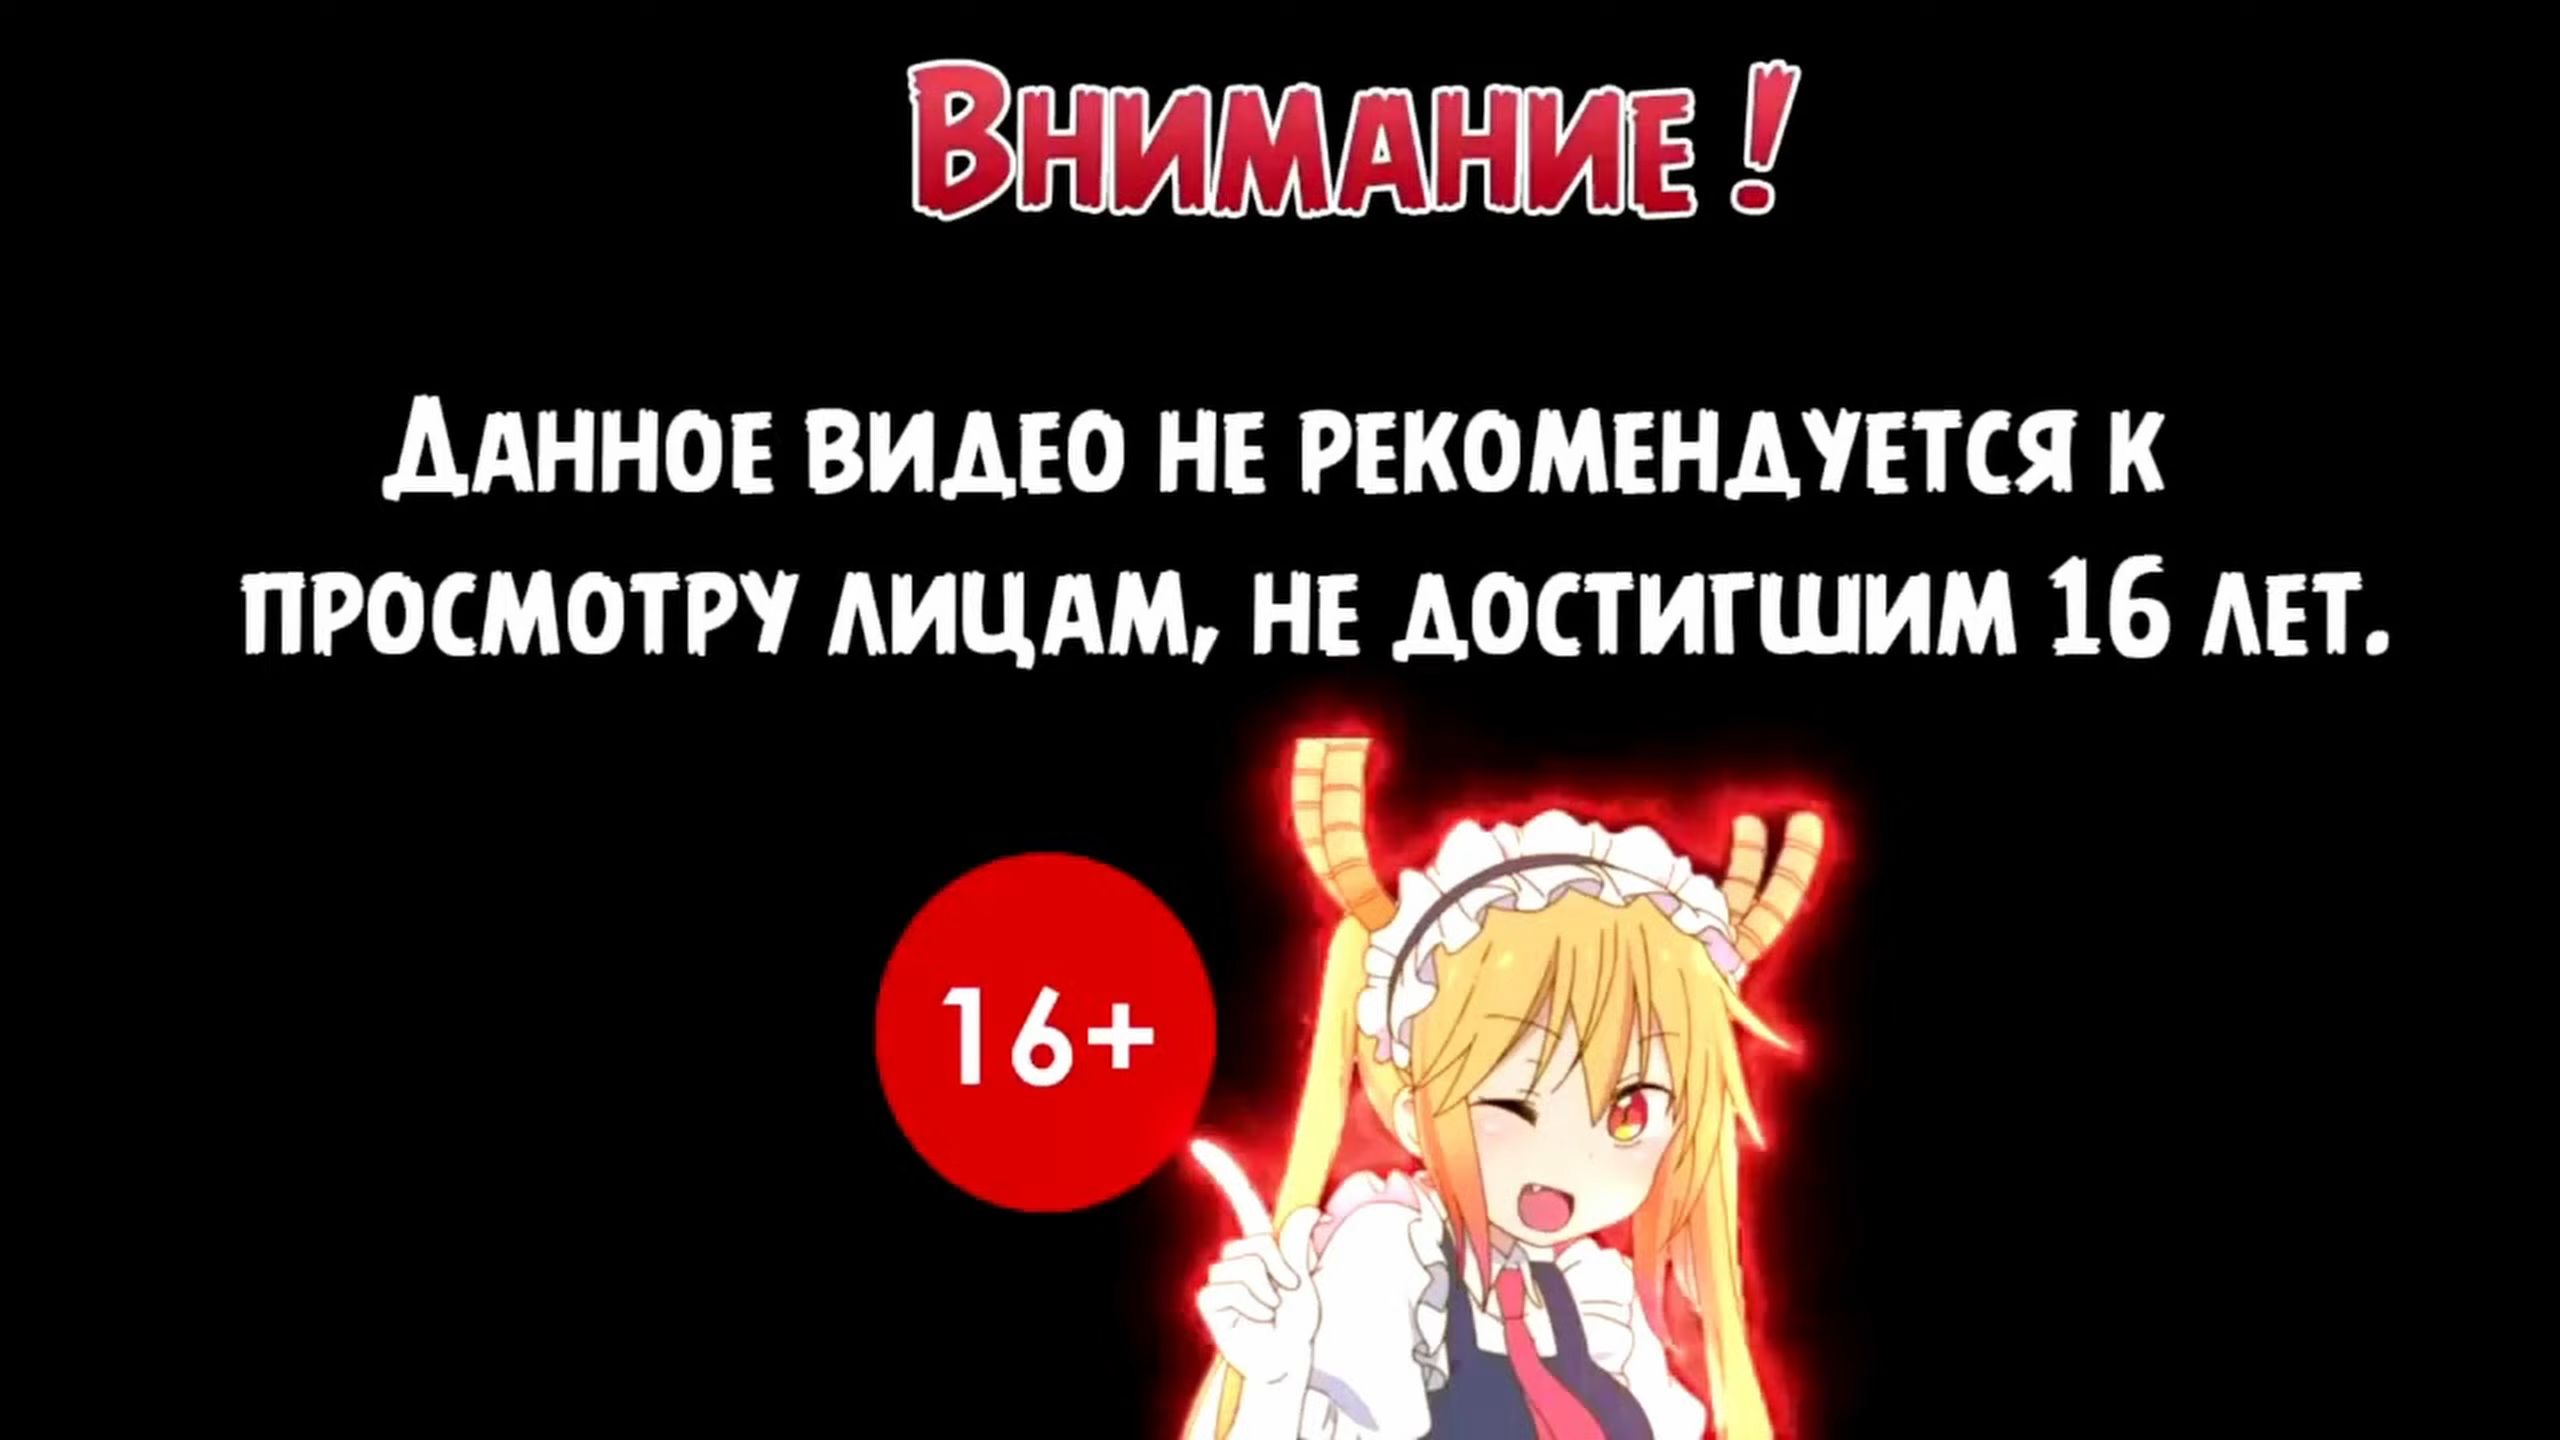 Внимание !
Данное видео не рекомендуется к
просмотру лицам, не достигшим 16 лет.
16+